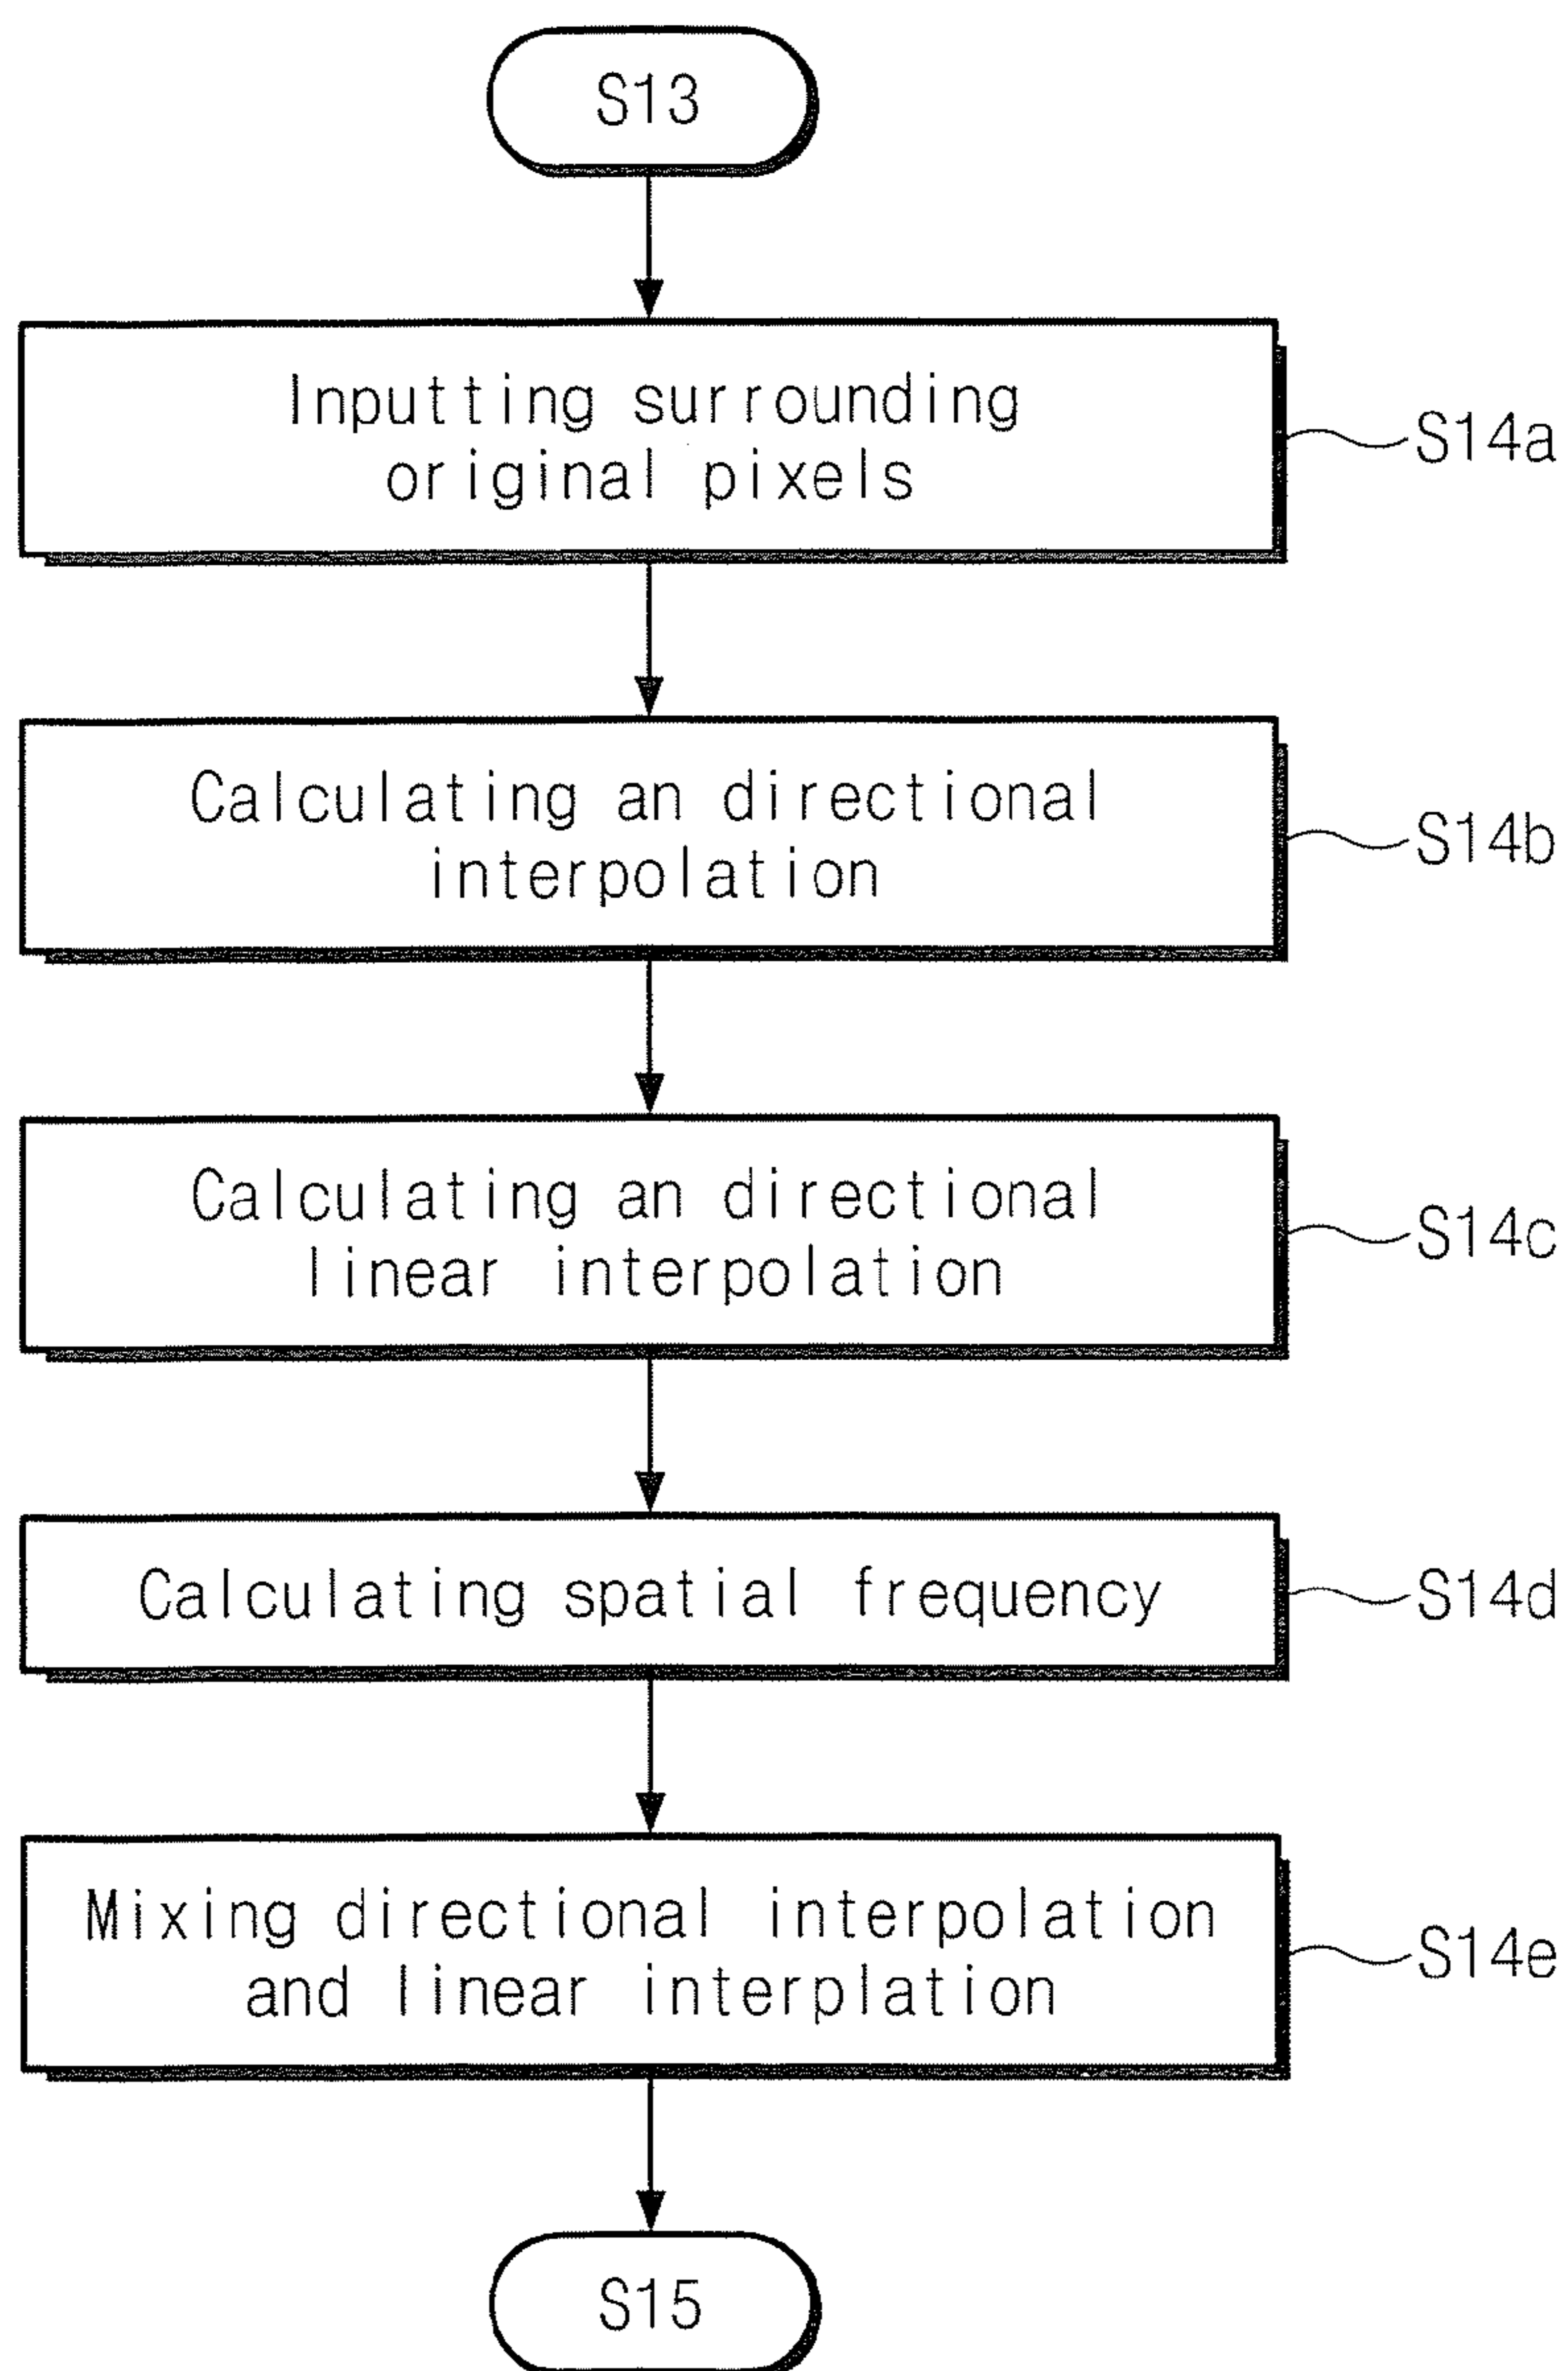 S13
Inputting surrounding
original pixels
S14a
Calculating an directional
interpolation
S14b
Calculating an directional
linear interpolation
S14c
Calculating spatial frequency
S14d
Mixing directional interpolation
and linear interplation
S14e
S15